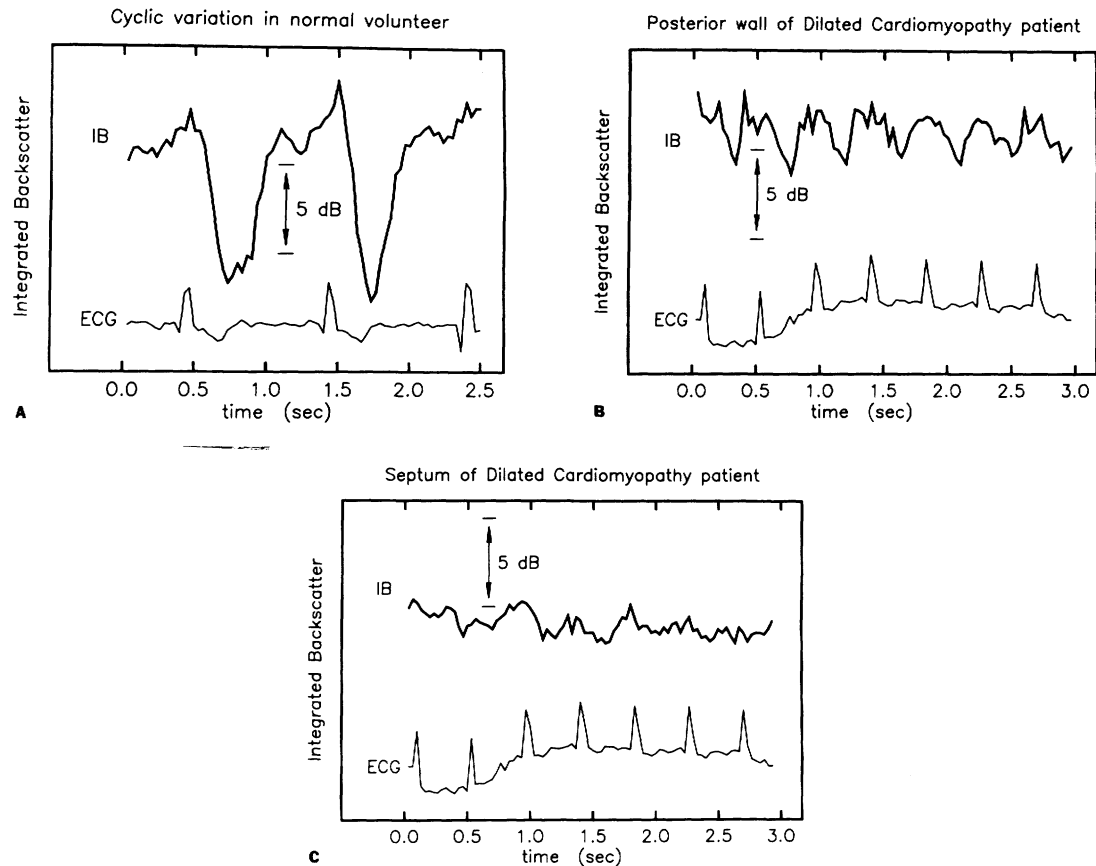 Cyclic variation in normal volunteer
Integrated Backscatter
IB
5 dB
ECG
0.0 0.5 1.0 1.5 2.0 2.5
time (sec)
A
Posterior wall of Dilated Cardiomyopathy patient
Integrated Backscatter
IB
5 dB
ECG
0.0 0.5 1.0 1.5 2.0 2.5 3.0
time (sec)
B
Septum of Dilated Cardiomyopathy patient
Integrated Backscatter
IB
5 dB
ECG
0.0 0.5 1.0 1.5 2.0 2.5 3.0
time (sec)
C